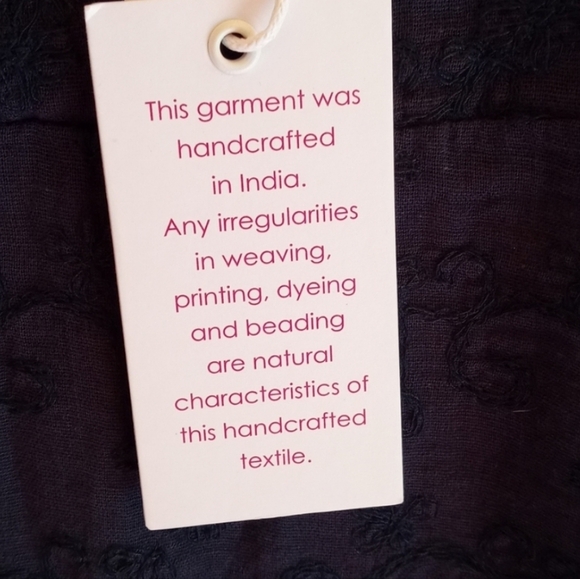 This garment was
handcrafted
in India.
Any irregularities
in weaving,
printing, dyeing
and beading
are natural
characteristics of
this handcrafted
textile.